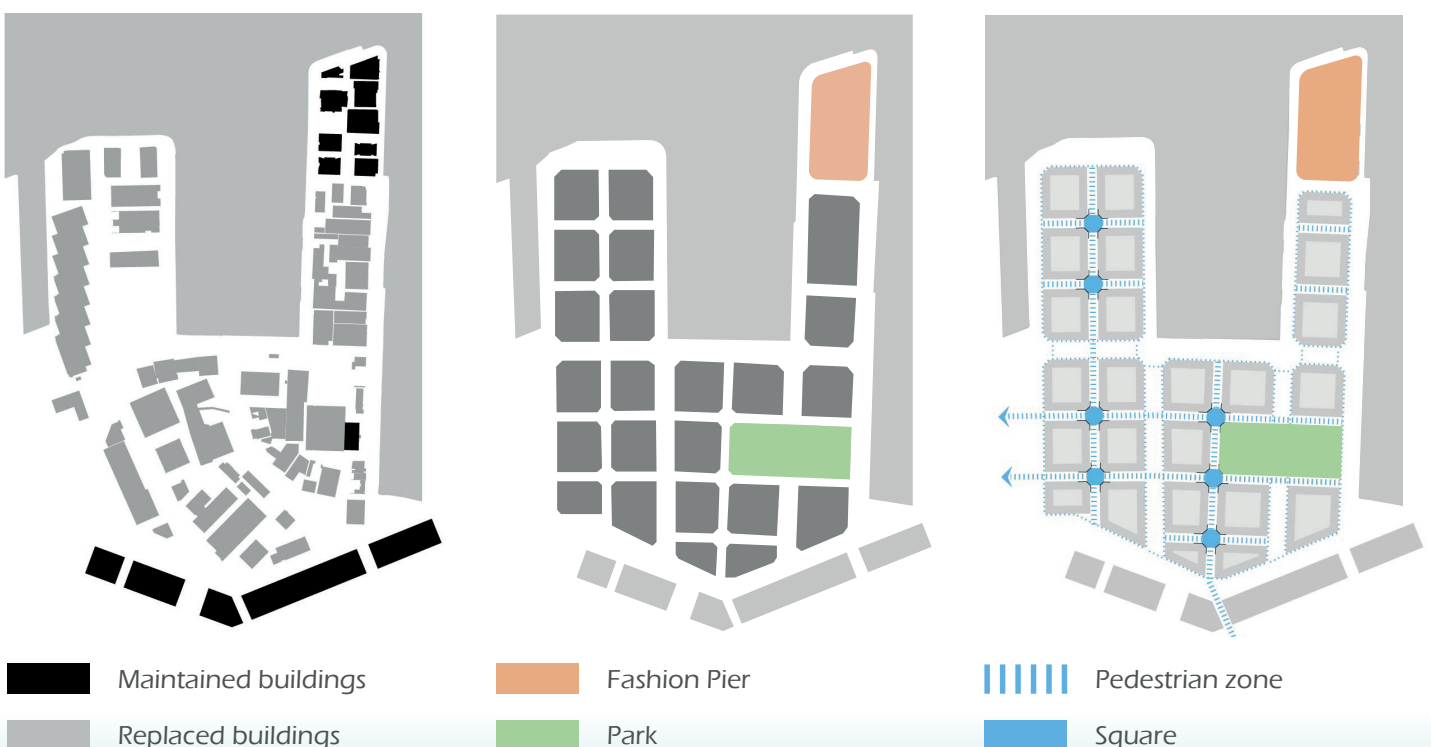 Maintained buildings
Fashion Pier
Pedestrian zone
Replaced buildings
Park
Square